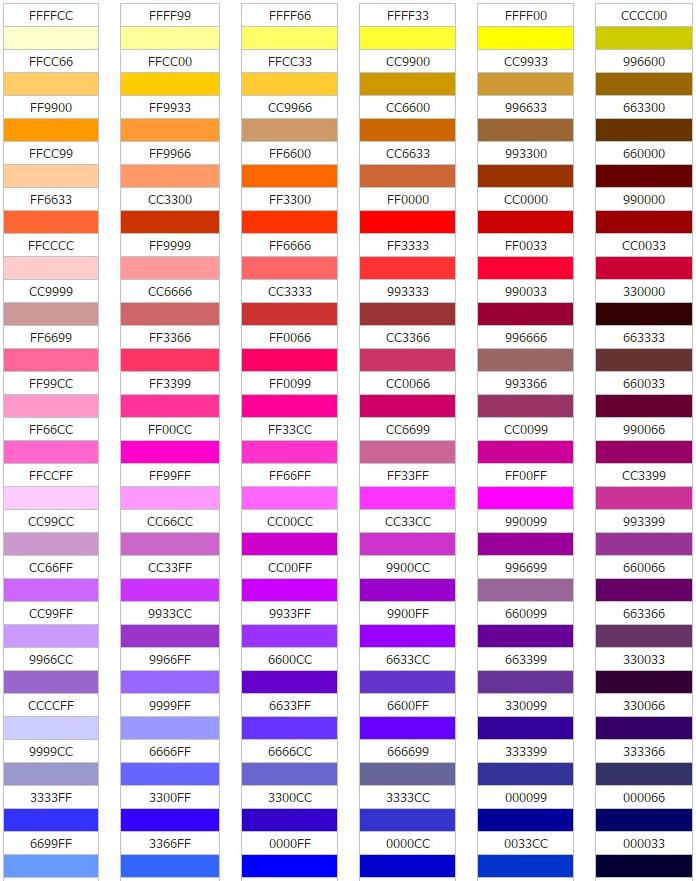 FFFFCC FFFF99 FFFF66 FFFF33 FFFF00 CCCC00
FFCC66 FFCC00 FFCC33 CC9900 CC9933 996600
FF9900 FF9933 CC9966 CC6600 996633 663300
FFCC99 FF9966 FF6600 CC6633 993300 660000
FF6633 CC3300 FF3300 FF0000 CC0000 990000
FFCCCC FF9999 FF6666 FF3333 FF0033 CC0033
CC9999 CC6666 CC3333 993333 990033 330000
FF6699 FF3366 FF0066 CC3366 996666 663333
FF99CC FF3399 FF0099 CC0066 993366 660033
FF66CC FF00CC FF33CC CC6699 CC0099 990066
FFCCFF FF99FF FF66FF FF33FF FF00FF CC3399
CC99CC CC66CC CC00CC CC33CC 990099 993399
CC66FF CC33FF CC00FF 9900CC 996699 660066
CC99FF 9933CC 9933FF 9900FF 660099 663366
9966CC 9966FF 6600CC 6633CC 663399 330033
CCCCFF 9999FF 6633FF 6600FF 330099 330066
9999CC 6666FF 6666CC 666699 333399 333366
3333FF 3300FF 3300CC 3333CC 000099 000066
6699FF 3366FF 0000FF 0000CC 0033CC 000033